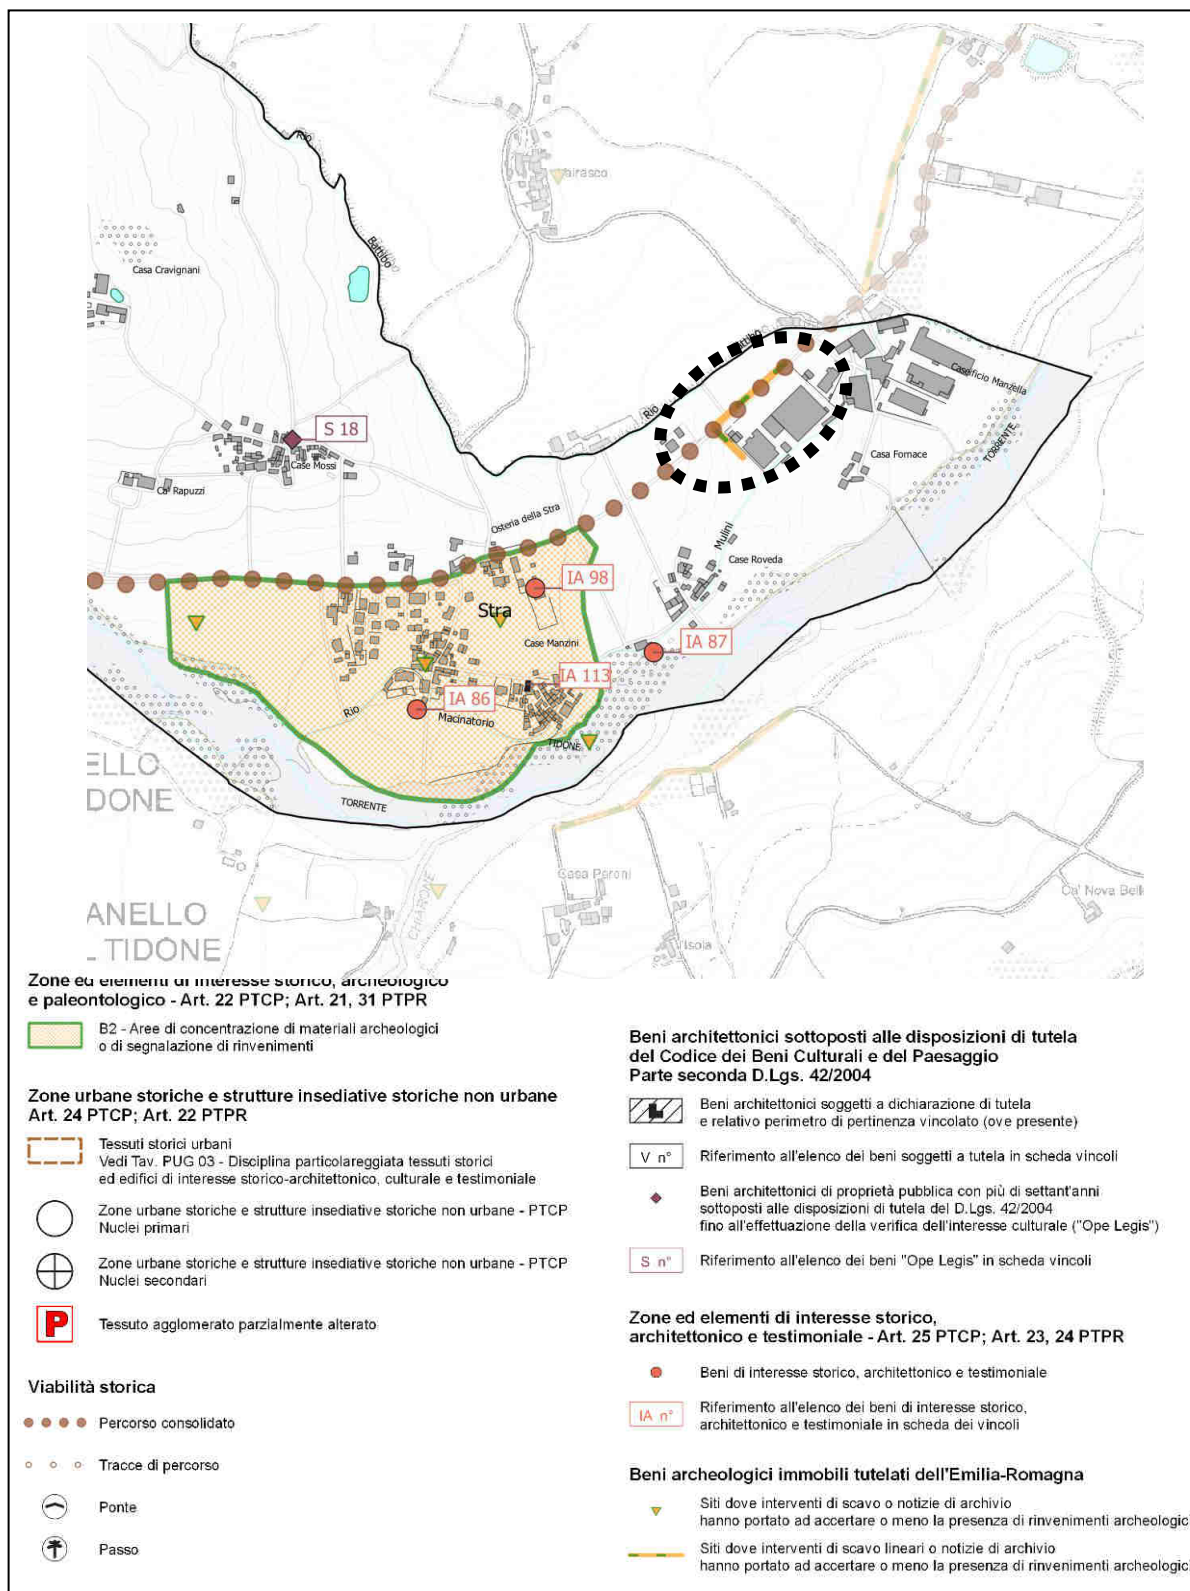 Rio
airasco
Battibo
Casa Cravignani
Battibo
Caseificio Manzella
Rio
S 18
Case Mossi
Ca' Rapuzzi
Casa Fornace
TORRENTE
Osteria della Stra
Mulini
Case Roveda
IA 98
Stra
Case Manzini
IA 87
IA 113
IA 86
Rio
Macinatorio
TIDONE
ELLO
IDONE
TORRENTE
Casa Paroni
Ca' Nova Bell
CHIARONE
ANELLO
L TIDONE
l'Isola
Zone ed elementi di interesse storico, archeologico
e paleontologico - Art. 22 PTCP; Art. 21, 31 PTPR
B2 - Aree di concentrazione di materiali archeologici
o di segnalazione di rinvenimenti
Zone urbane storiche e strutture insediative storiche non urbane
Art. 24 PTCP; Art. 22 PTPR
Tessuti storici urbani
Vedi Tav. PUG 03 - Disciplina particolareggiata tessuti storici
ed edifici di interesse storico-architettonico, culturale e testimoniale
Zone urbane storiche e strutture insediative storiche non urbane - PTCP
Nuclei primari
Zone urbane storiche e strutture insediative storiche non urbane - PTCP
Nuclei secondari
P
Tessuto agglomerato parzialmente alterato
Viabilità storica
Percorso consolidato
Tracce di percorso
Ponte
Passo
Beni architettonici sottoposti alle disposizioni di tutela
del Codice dei Beni Culturali e del Paesaggio
Parte seconda D.Lgs. 42/2004
Beni architettonici soggetti a dichiarazione di tutela
e relativo perimetro di pertinenza vincolato (ove presente)
V n° Riferimento all'elenco dei beni soggetti a tutela in scheda vincoli
Beni architettonici di proprietà pubblica con più di settant'anni
sottoposti alle disposizioni di tutela del D.Lgs. 42/2004
fino all'effettuazione della verifica dell'interesse culturale ("Ope Legis")
S n° Riferimento all'elenco dei beni "Ope Legis" in scheda vincoli
Zone ed elementi di interesse storico,
architettonico e testimoniale - Art. 25 PTCP; Art. 23, 24 PTPR
Beni di interesse storico, architettonico e testimoniale
IA n° Riferimento all'elenco dei beni di interesse storico,
architettonico e testimoniale in scheda dei vincoli
Beni archeologici immobili tutelati dell'Emilia-Romagna
Siti dove interventi di scavo o notizie di archivio
hanno portato ad accertare o meno la presenza di rinvenimenti archeologic
Siti dove interventi di scavo lineari o notizie di archivio
hanno portato ad accertare o meno la presenza di rinvenimenti archeologic